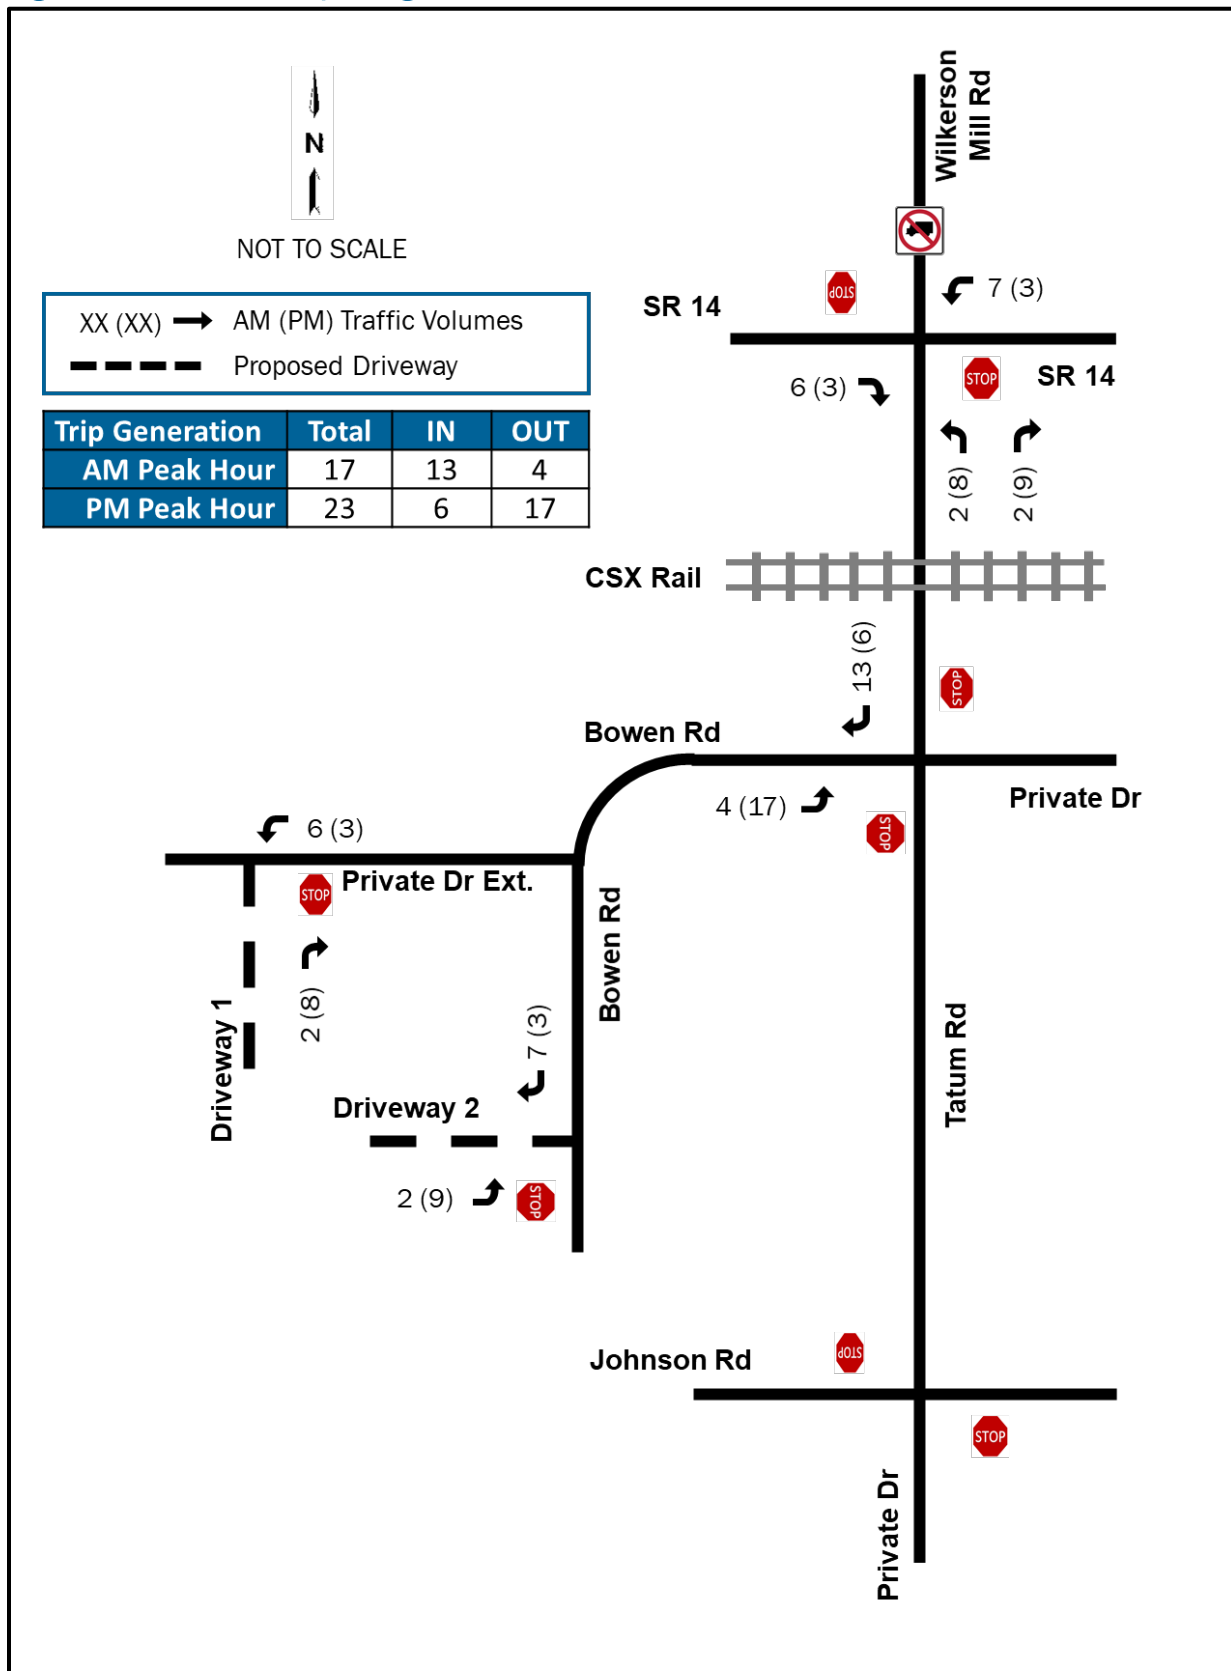 Wilkerson
Mill Rd
N
NOT TO SCALE
XX (XX) AM (PM) Traffic Volumes
Proposed Driveway
Trip Generation Total IN OUT
AM Peak Hour 17 13 4
PM Peak Hour 23 6 17
STOP
7 (3)
SR 14
6 (3)
STOP
SR 14
2 (8)
2 (9)
CSX Rail
13 (6)
STOP
Bowen Rd
4 (17)
STOP
Private Dr
6 (3)
Private Dr Ext.
STOP
Bowen Rd
2 (8)
Driveway 1
7 (3)
Tatum Rd
Driveway 2
2 (9)
STOP
Johnson Rd
STOP
STOP
Private Dr